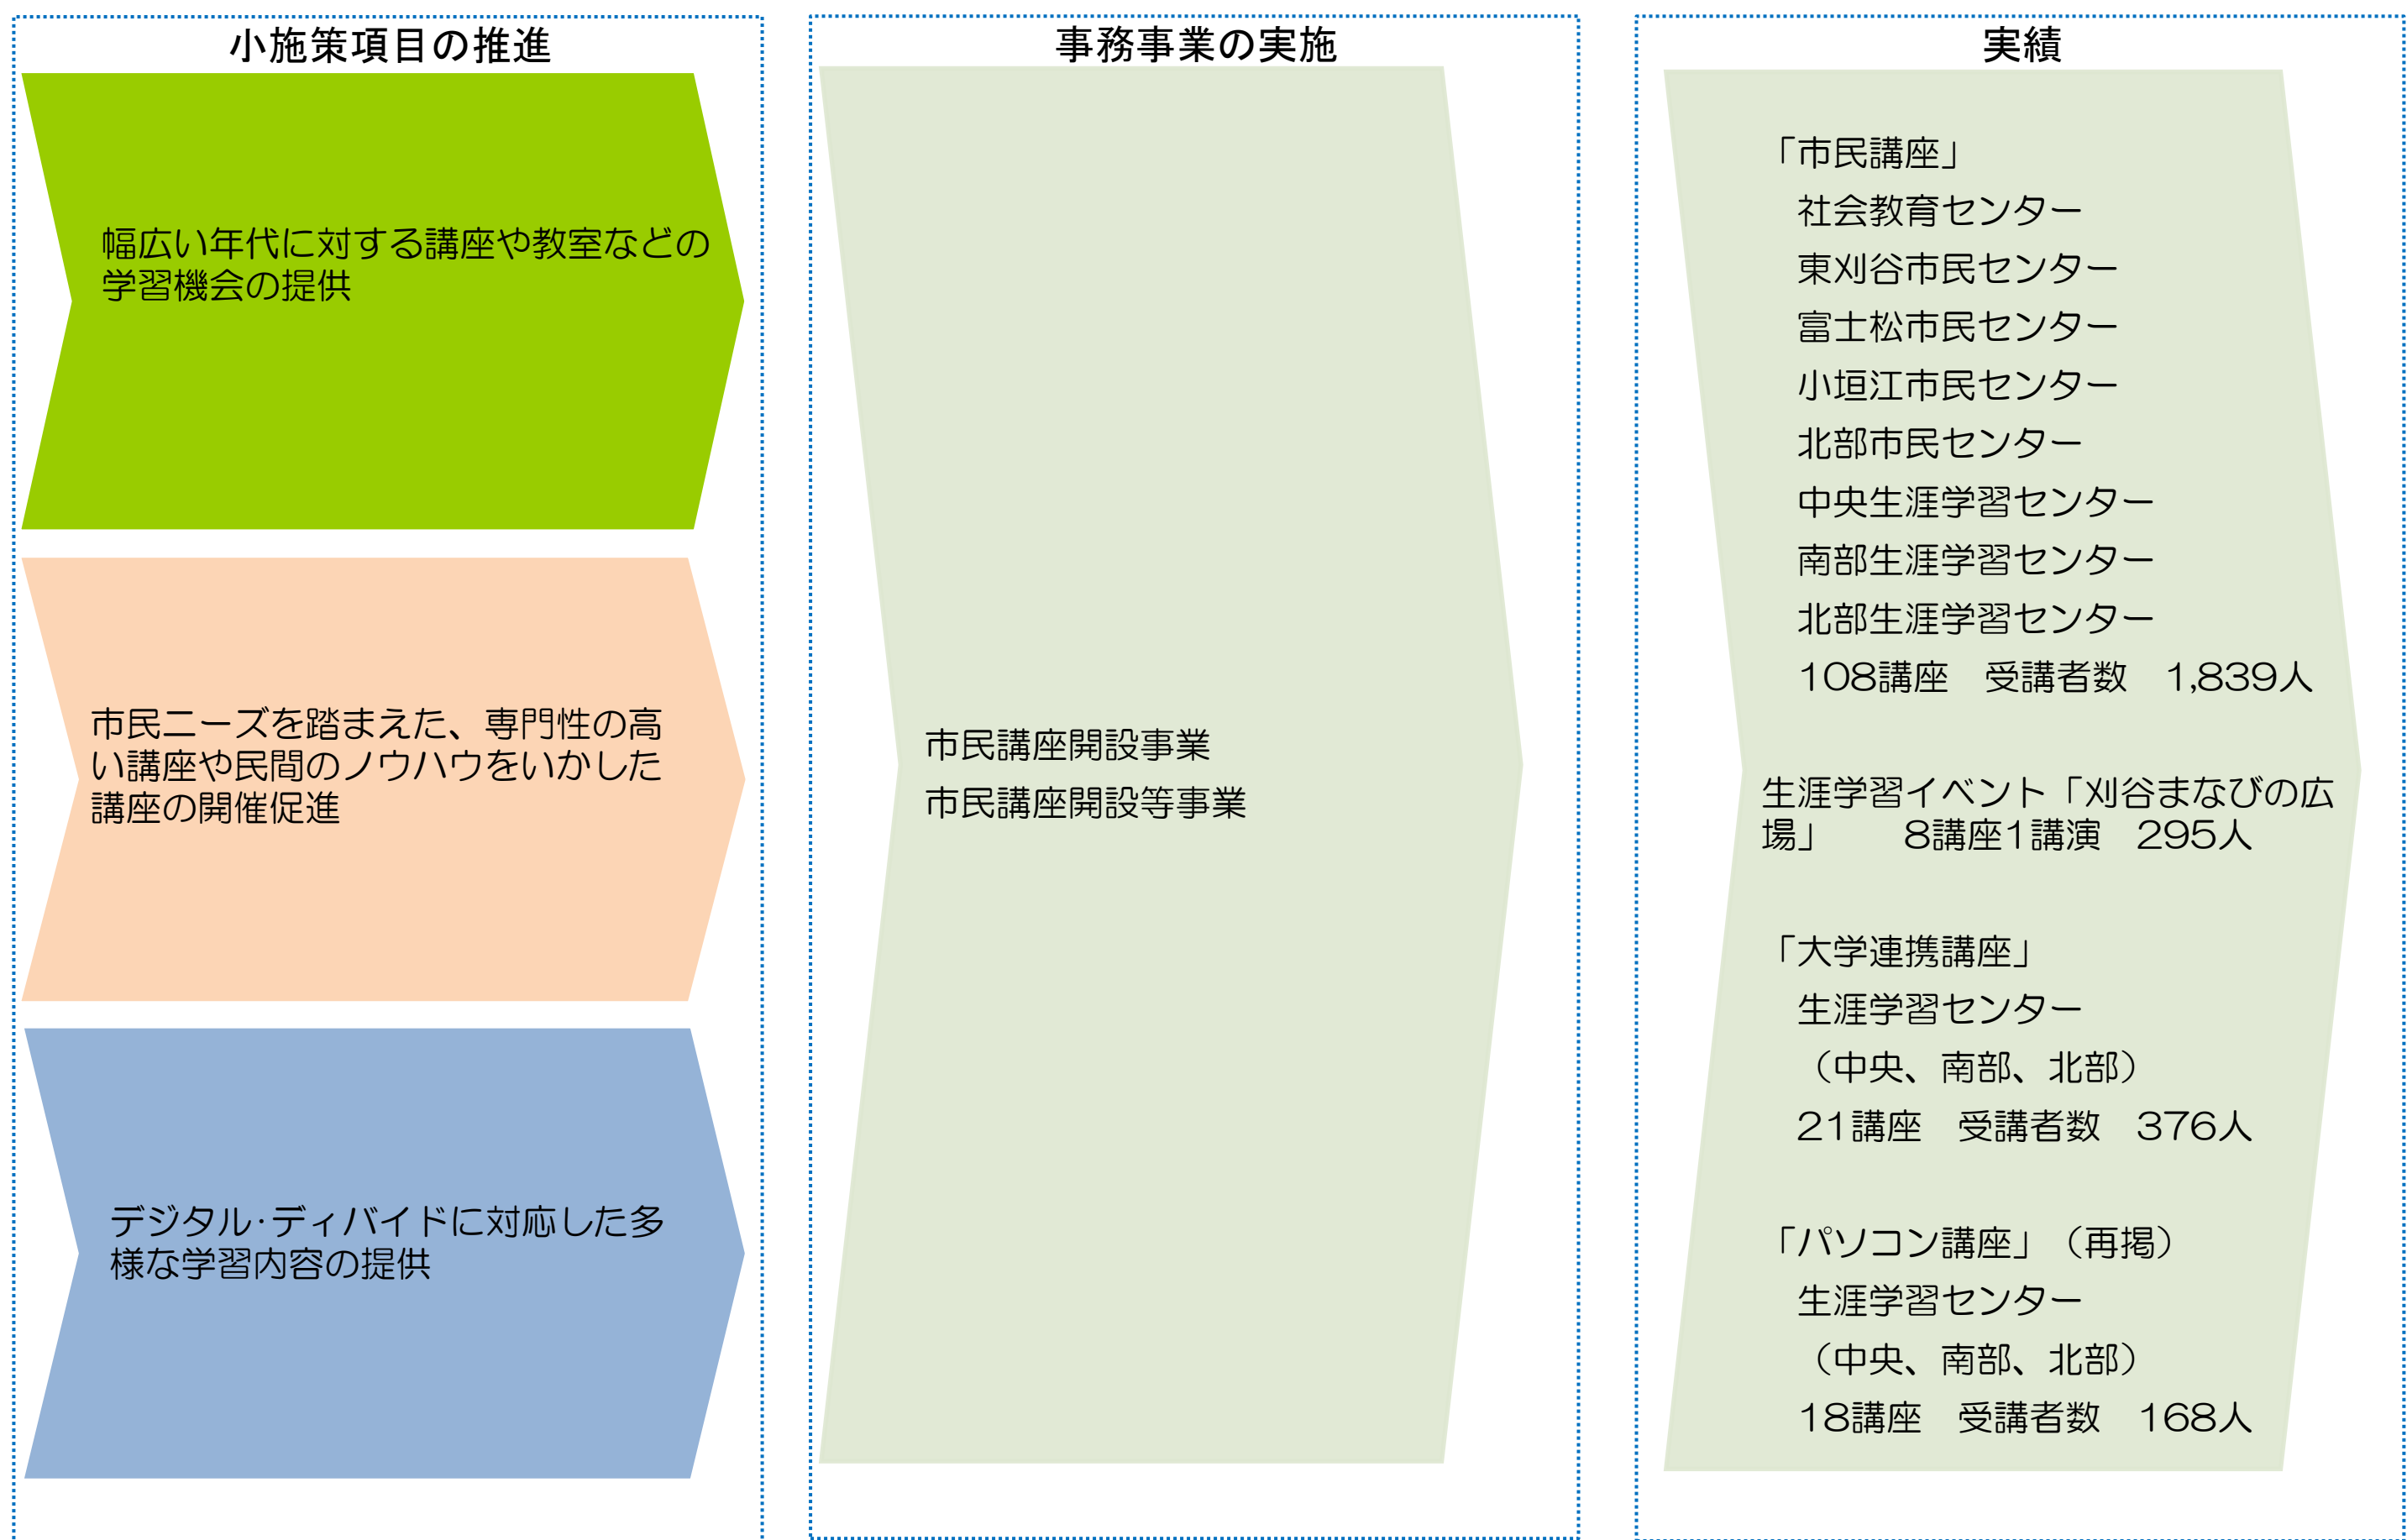 小施策項目の推進
幅広い年代に対する講座や教室などの
学習機会の提供
市民ニーズを踏まえた、専門性の高
い講座や民間のノウハウをいかした
講座の開催促進
デジタル・ディバイドに対応した多
様な学習内容の提供
事務事業の実施
市民講座開設事業
市民講座開設等事業
実績
「市民講座」
社会教育センター
東刈谷市民センター
富士松市民センター
小垣江市民センター
北部市民センター
中央生涯学習センター
南部生涯学習センター
北部生涯学習センター
108講座　受講者数　1,839人
生涯学習イベント「刈谷まなびの広
場」　　8講座1講演　295人
「大学連携講座」
生涯学習センター
（中央、南部、北部）
21講座　受講者数　376人
「パソコン講座」（再掲）
生涯学習センター
（中央、南部、北部）
18講座　受講者数　168人